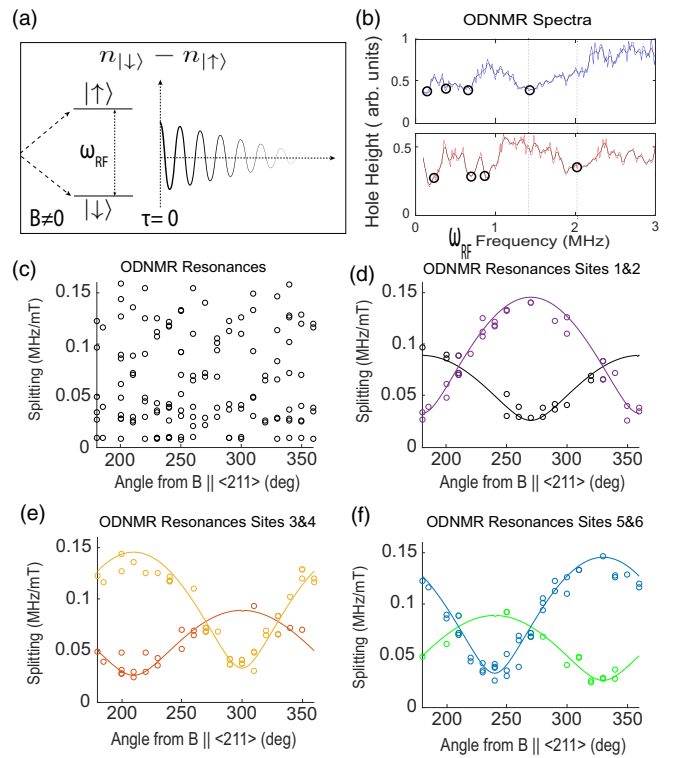 (a)
n|↓⟩ − n|↑⟩
|↑⟩
ω_RF
|↓⟩
B≠0
τ= 0
(b)
ODNMR Spectra
Hole Height ( arb. units)
1
0.5
0
0.5
0
0
1
2
3
ω_RF Frequency (MHz)
(c)
ODNMR Resonances
Splitting (MHz/mT)
0.15
0.1
0.05
0
200
250
300
350
Angle from B || <211> (deg)
(d)
ODNMR Resonances Sites 1&2
Splitting (MHz/mT)
0.15
0.1
0.05
0
200
250
300
350
Angle from B || <211> (deg)
(e)
ODNMR Resonances Sites 3&4
Splitting (MHz/mT)
0.15
0.1
0.05
0
200
250
300
350
Angle from B || <211> (deg)
(f)
ODNMR Resonances Sites 5&6
Splitting (MHz/mT)
0.15
0.1
0.05
0
200
250
300
350
Angle from B || <211> (deg)